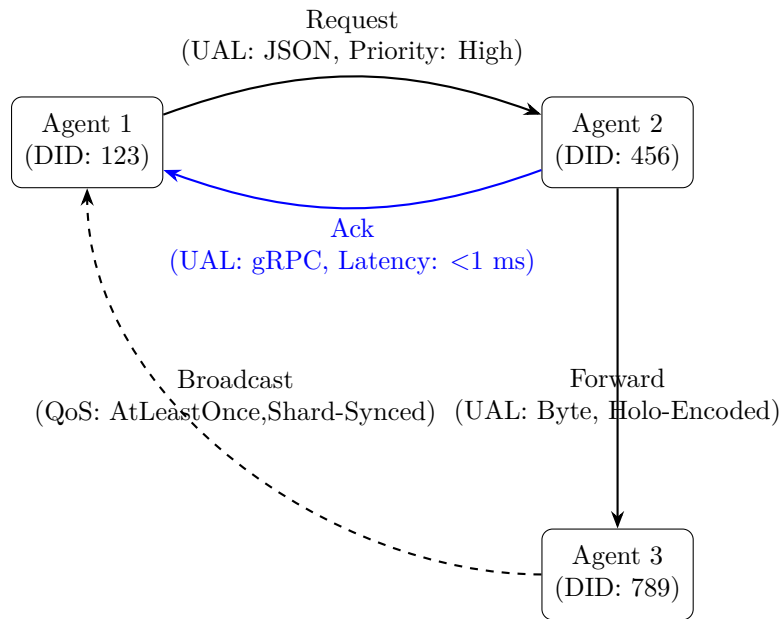 Request
(UAL: JSON, Priority: High)
Agent 1
(DID: 123)
Agent 2
(DID: 456)
Ack
(UAL: gRPC, Latency: <1 ms)
Broadcast
(QoS: AtLeastOnce,Shard-Synced)
Forward
(UAL: Byte, Holo-Encoded)
Agent 3
(DID: 789)